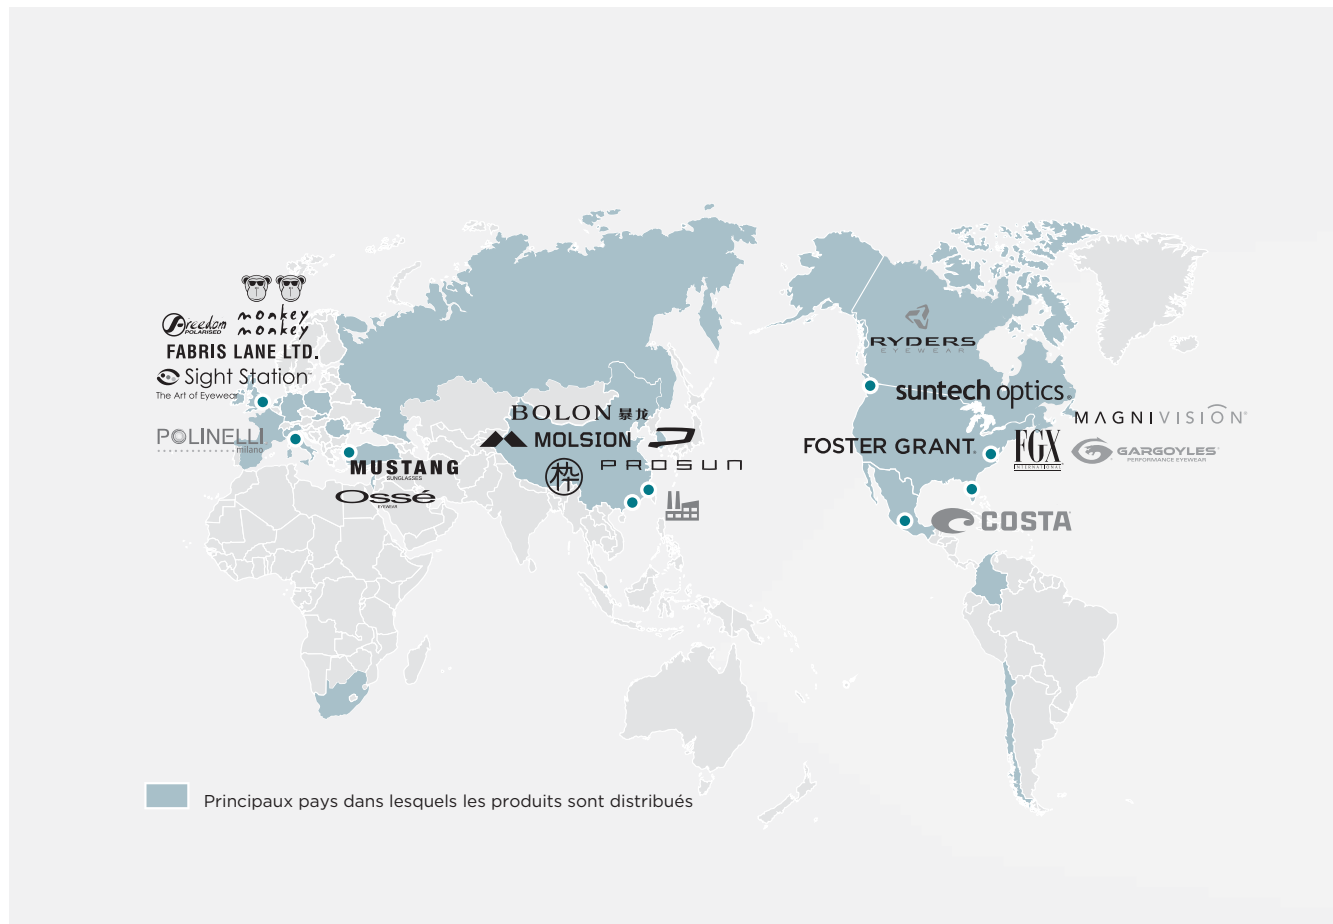 monkey
monkey
Freedom
POLARISED
FABRIS LANE LTD.
Sight Station™
The Art of Eyewear
POLINELLI
milano
MUSTANG
SUNGLASSES
Ossé
EYEWEAR
BOLON 暴龙
MOLSION
PROSUN
RYDERS
EYEWEAR
suntech optics®
MAGNIVISION®
FOSTER GRANT®
FGX
INTERNATIONAL
GARGOYLES®
PERFORMANCE EYEWEAR
COSTA
Principaux pays dans lesquels les produits sont distribués